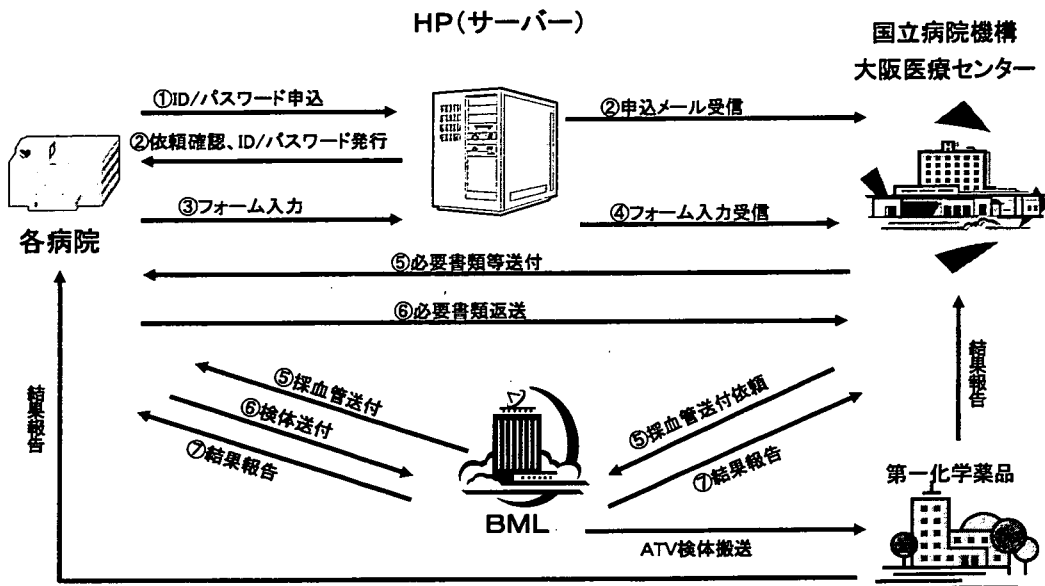 HP(サーバー)
国立病院機構
大阪医療センター
①ID/パスワード申込
②申込メール受信
②依頼確認、ID/パスワード発行
③フォーム入力
④フォーム入力受信
各病院
⑤必要書類等送付
⑥必要書類返送
結果報告
⑤採血管送付
⑥検体送付
⑦結果報告
⑤採血管送付依頼
⑦結果報告
結果報告
BML
第一化学薬品
ATV検体搬送